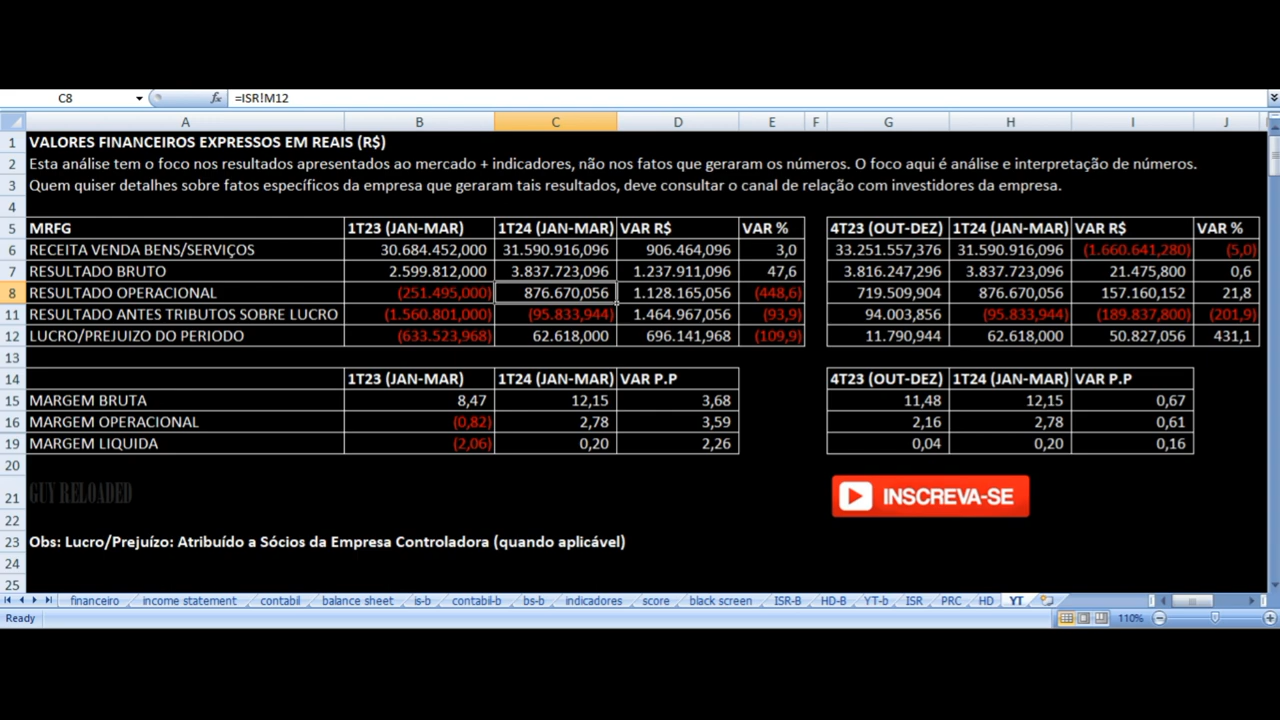 C8 fx =ISR!M12
A B C D E F G H I J
1 VALORES FINANCEIROS EXPRESSOS EM REAIS (R$)
2 Esta análise tem o foco nos resultados apresentados ao mercado + indicadores, não nos fatos que geraram os números. O foco aqui é análise e interpretação de números.
3 Quem quiser detalhes sobre fatos específicos da empresa que geraram tais resultados, deve consultar o canal de relação com investidores da empresa.
4
5 MRFG 1T23 (JAN-MAR) 1T24 (JAN-MAR) VAR R$ VAR % 4T23 (OUT-DEZ) 1T24 (JAN-MAR) VAR R$ VAR %
6 RECEITA VENDA BENS/SERVIÇOS 30.684.452,000 31.590.916,096 906.464,096 3,0 33.251.557,376 31.590.916,096 (1.660.641,280) (5,0)
7 RESULTADO BRUTO 2.599.812,000 3.837.723,096 1.237.911,096 47,6 3.816.247,296 3.837.723,096 21.475,800 0,6
8 RESULTADO OPERACIONAL (251.495,000) 876.670,056 1.128.165,056 (448,6) 719.509,904 876.670,056 157.160,152 21,8
11 RESULTADO ANTES TRIBUTOS SOBRE LUCRO (1.560.801,000) (95.833,944) 1.464.967,056 (93,9) 94.003,856 (95.833,944) (189.837,800) (201,9)
12 LUCRO/PREJUIZO DO PERIODO (633.523,968) 62.618,000 696.141,968 (109,9) 11.790,944 62.618,000 50.827,056 431,1
13
14 1T23 (JAN-MAR) 1T24 (JAN-MAR) VAR P.P 4T23 (OUT-DEZ) 1T24 (JAN-MAR) VAR P.P
15 MARGEM BRUTA 8,47 12,15 3,68 11,48 12,15 0,67
16 MARGEM OPERACIONAL (0,82) 2,78 3,59 2,16 2,78 0,61
19 MARGEM LIQUIDA (2,06) 0,20 2,26 0,04 0,20 0,16
20
21 GUY RELOADED INSCREVA-SE
22
23 Obs: Lucro/Prejuízo: Atribuído a Sócios da Empresa Controladora (quando aplicável)
24
25
financeiro income statement contabil balance sheet is-b contabil-b bs-b indicadores score black screen ISR-B HD-B YT-b ISR PRC HD YT
Ready 110%